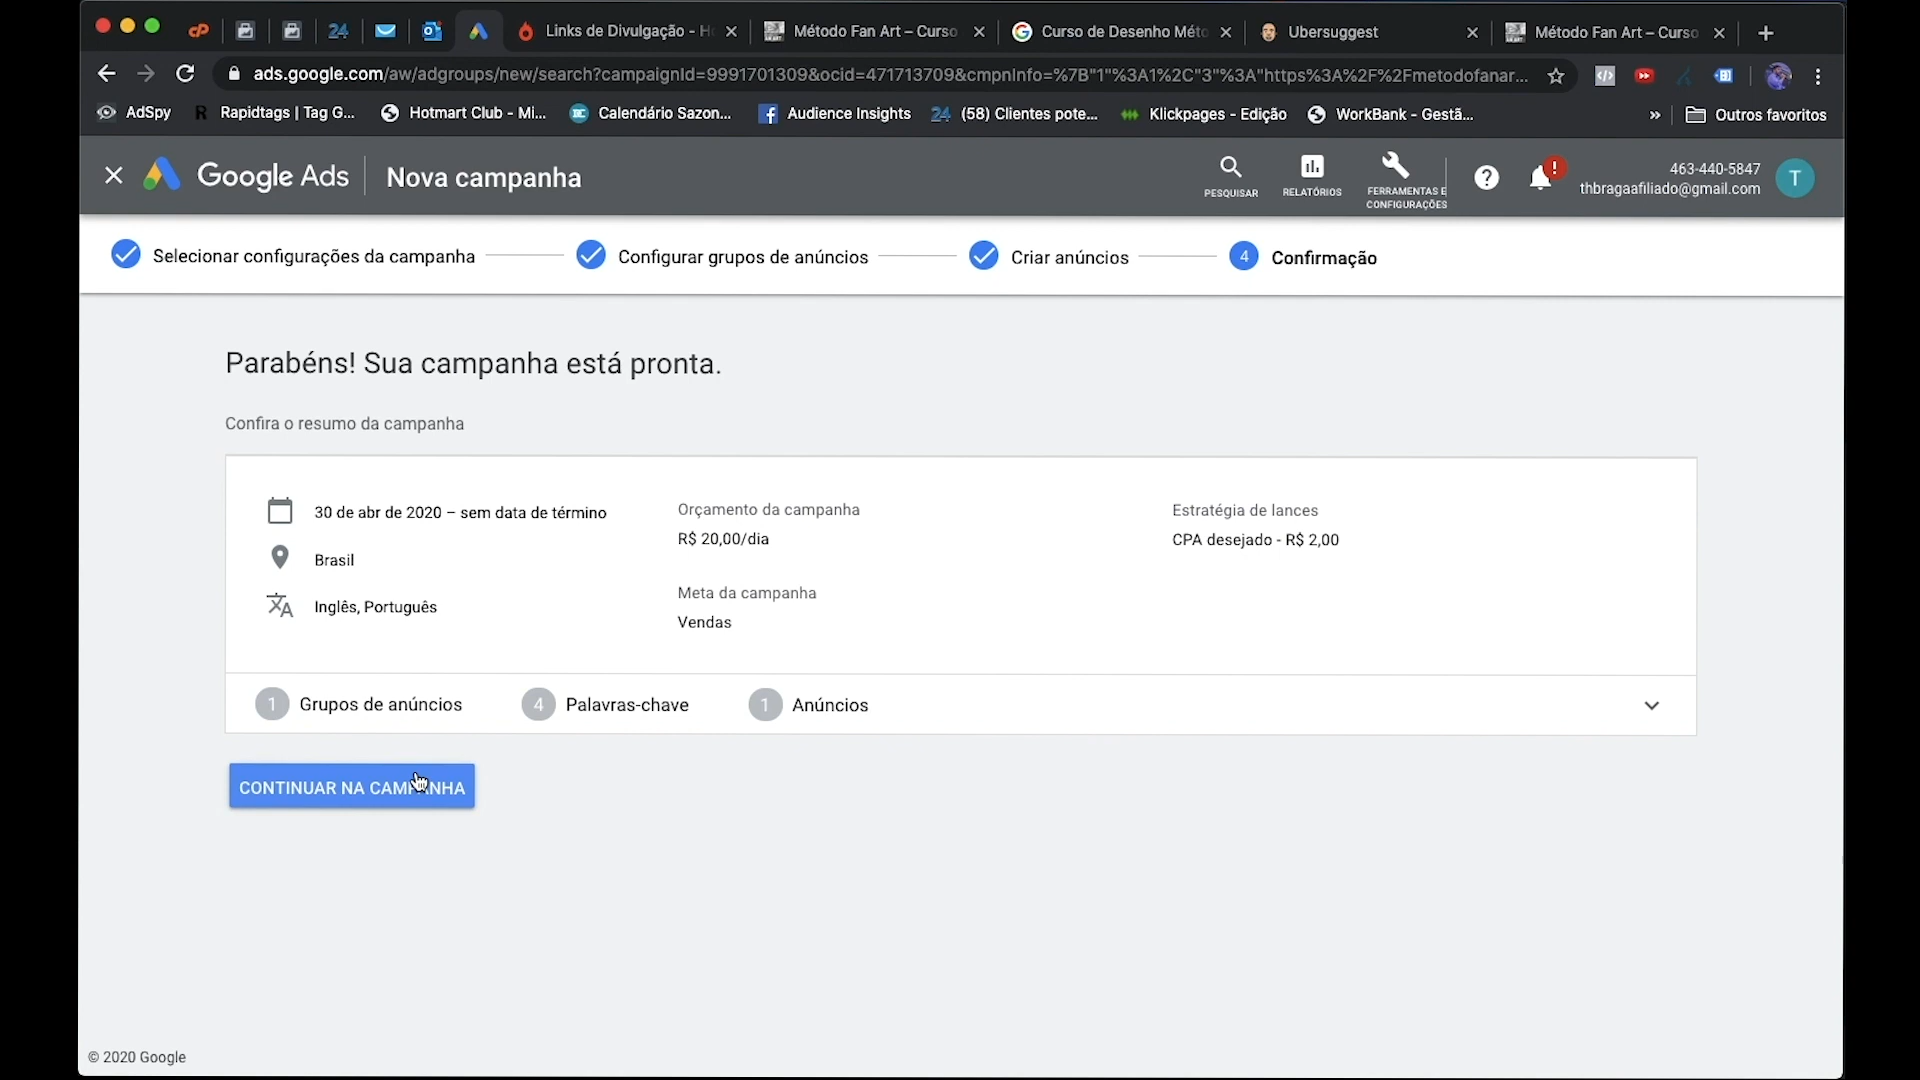 CP
24
Links de Divulgação - H
Método Fan Art – Curso
Curso de Desenho Méto
Ubersuggest
Método Fan Art – Curso
ads.google.com/aw/adgroups/new/search?campaignId=9991701309&ocid=471713709&cmpnInfo=%7B"1"%3A1%2C"3"%3A"https%3A%2F%2Fmetodofanar...
AdSpy
Rapidtags | Tag G...
Hotmart Club - Mi...
Calendário Sazon...
Audience Insights
24 (58) Clientes pote...
Klickpages - Edição
WorkBank - Gestã...
»
Outros favoritos
Google Ads
Nova campanha
PESQUISAR
RELATÓRIOS
FERRAMENTAS E
CONFIGURAÇÕES
463-440-5847
thbragaafiliado@gmail.com
T
Selecionar configurações da campanha
Configurar grupos de anúncios
Criar anúncios
4 Confirmação
Parabéns! Sua campanha está pronta.
Confira o resumo da campanha
30 de abr de 2020 – sem data de término
Brasil
Inglês, Português
Orçamento da campanha
R$ 20,00/dia
Meta da campanha
Vendas
Estratégia de lances
CPA desejado - R$ 2,00
1 Grupos de anúncios
4 Palavras-chave
1 Anúncios
CONTINUAR NA CAMPANHA
© 2020 Google